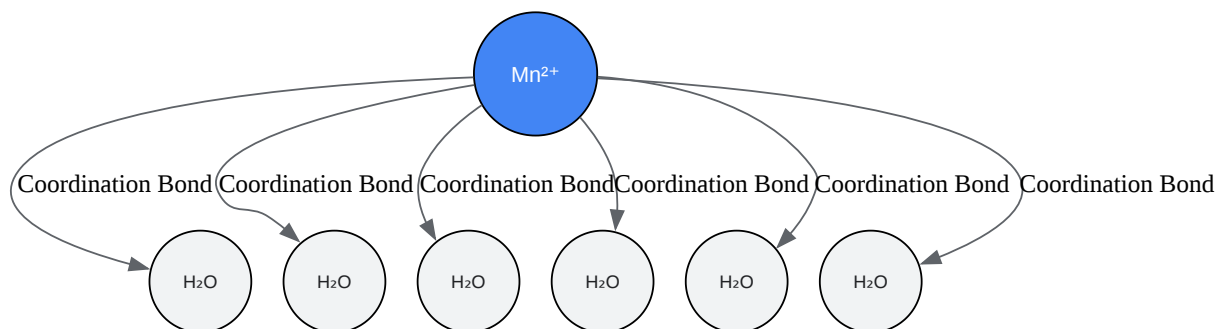 Mn²⁺
Coordination Bond Coordination Bond Coordination Bond Coordination Bond Coordination Bond Coordination Bond
H₂O H₂O H₂O H₂O H₂O H₂O